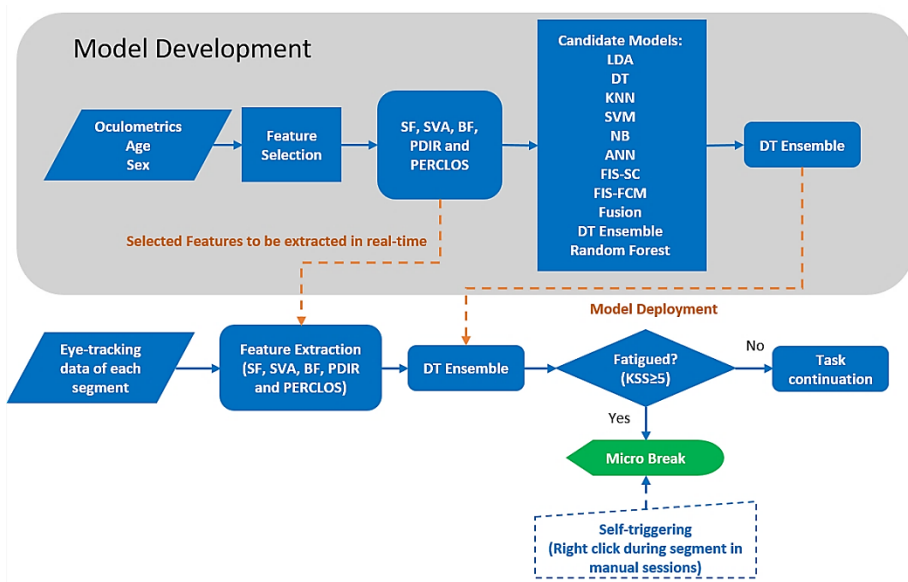 Model Development
Oculometrics
Age
Sex
Feature
Selection
SF, SVA, BF,
PDIR and
PERCLOS
Candidate Models:
LDA
DT
KNN
SVM
NB
ANN
FIS-SC
FIS-FCM
Fusion
DT Ensemble
Random Forest
DT Ensemble
Selected Features to be extracted in real-time
Model Deployment
Eye-tracking
data of each
segment
Feature Extraction
(SF, SVA, BF, PDIR
and PERCLOS)
DT Ensemble
Fatigued?
(KSS≥5)
No
Task
continuation
Yes
Micro Break
Self-triggering
(Right click during segment in
manual sessions)